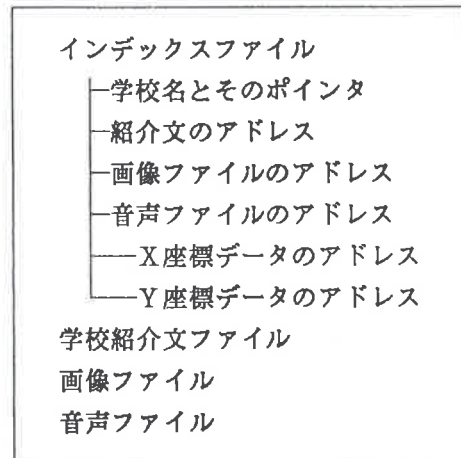 インデックスファイル
学校名とそのポインタ
紹介文のアドレス
画像ファイルのアドレス
音声ファイルのアドレス
X座標データのアドレス
Y座標データのアドレス
学校紹介文ファイル
画像ファイル
音声ファイル